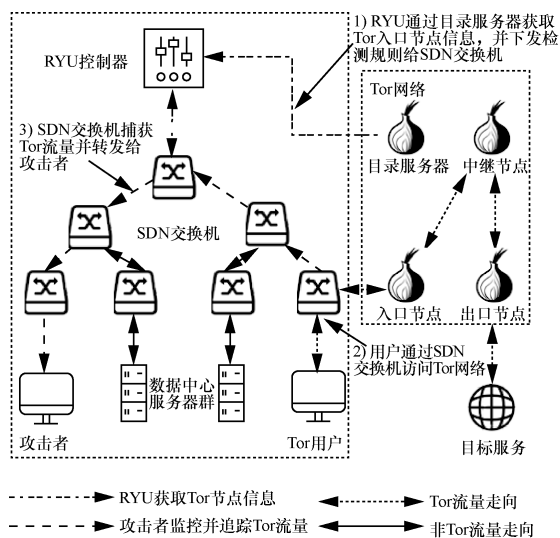 1) RYU通过目录服务器获取
Tor入口节点信息，并下发检
测规则给SDN交换机
RYU控制器
Tor网络
3) SDN交换机捕获
Tor流量并转发给
攻击者
目录服务器
中继节点
SDN交换机
入口节点
出口节点
2) 用户通过SDN
交换机访问Tor网络
数据中心
服务器群
攻击者
Tor用户
目标服务
RYU获取Tor节点信息
Tor流量走向
攻击者监控并追踪Tor流量
非Tor流量走向